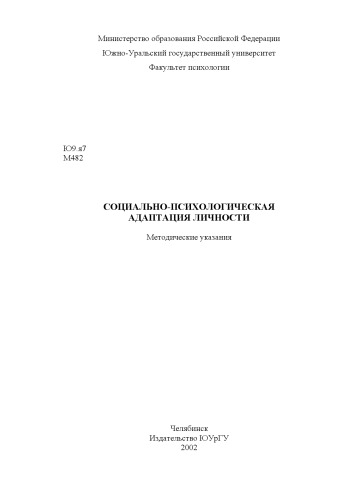 Министерство образования Российской Федерации
Южно-Уральский государственный университет
Факультет психологии
Ю9.я7
М482
СОЦИАЛЬНО-ПСИХОЛОГИЧЕСКАЯ
АДАПТАЦИЯ ЛИЧНОСТИ
Методические указания
Челябинск
Издательство ЮУрГУ
2002